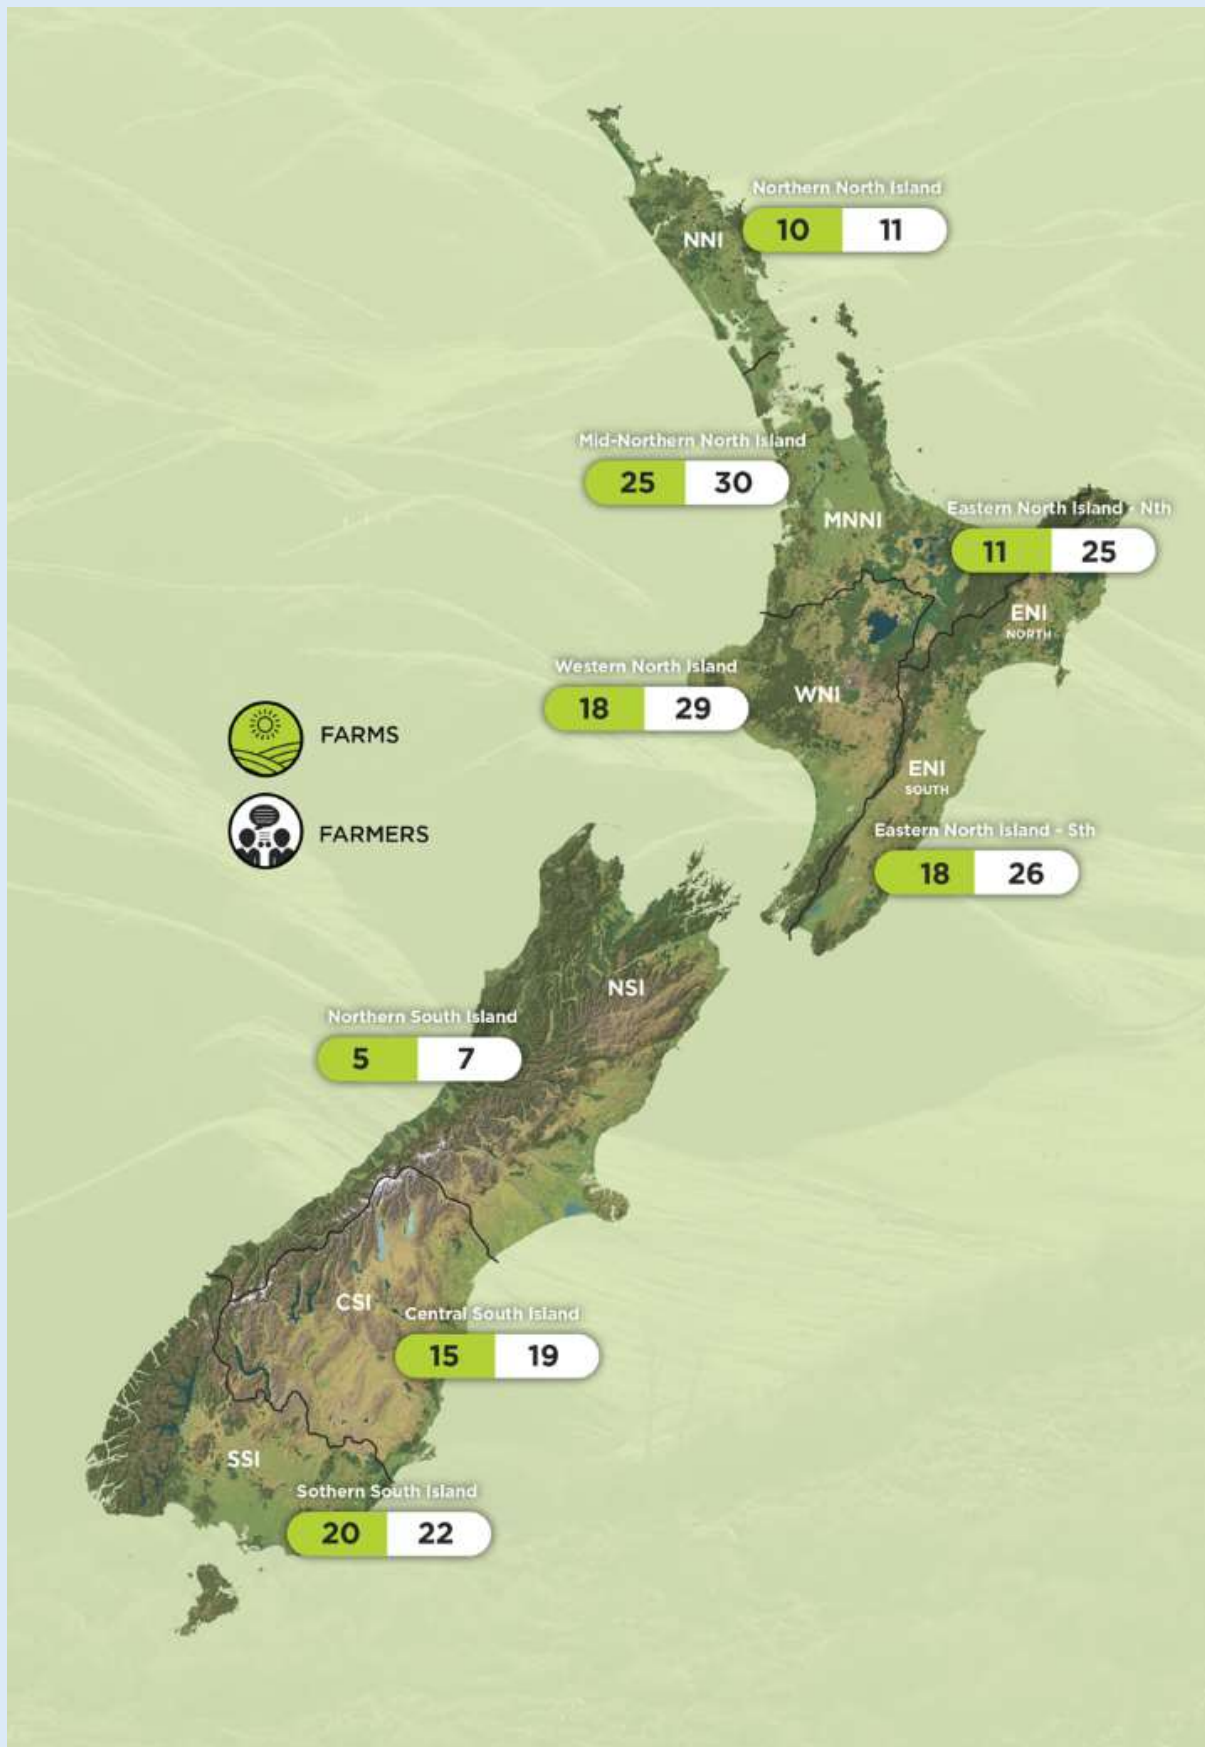 Northern North Island
10 11
NNI
Mid-Northern North Island
25 30
MNNI
Eastern North Island - Nth
11 25
ENI
NORTH
Western North Island
18 29
WNI
FARMS
ENI
SOUTH
FARMERS
Eastern North Island - Sth
18 26
NSI
Northern South Island
5 7
CSI
Central South Island
15 19
SSI
Sothern South Island
20 22